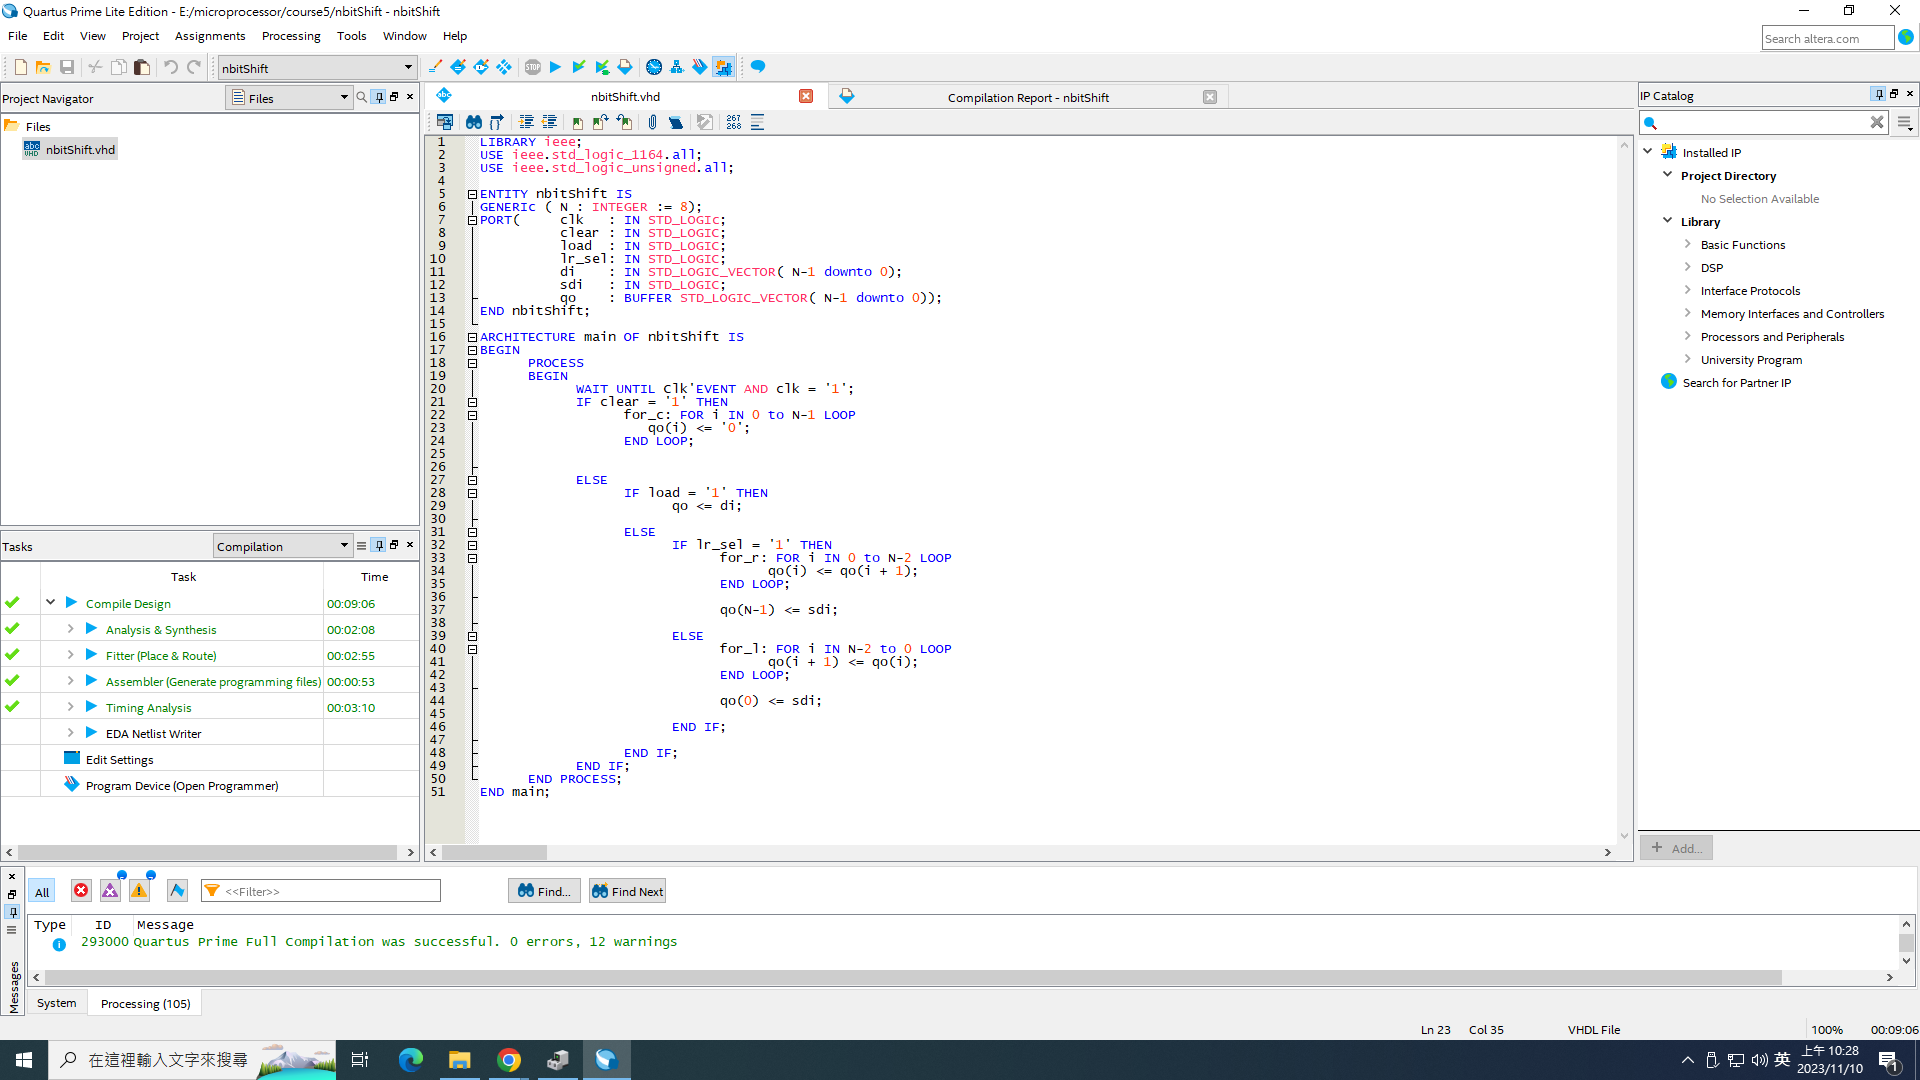 Quartus Prime Lite Edition - E:/microprocessor/course5/nbitShift - nbitShift
File Edit View Project Assignments Processing Tools Window Help
Search altera.com
nbitShift
Project Navigator
Files
nbitShift.vhd
Compilation Report - nbitShift
IP Catalog
Files
nbitShift.vhd
267
268
1 LIBRARY ieee;
2 USE ieee.std_logic_1164.all;
3 USE ieee.std_logic_unsigned.all;
4
5 ENTITY nbitShift IS
6 GENERIc ( N : INTEGER := 8);
7 PORT( clk : IN STD_LOGIc;
8 clear : IN STD_LOGIC;
9 load : IN STD_LOGIC;
10 lr_sel: IN STD_LOGIC;
11 di : IN STD_LOGIC_VECTOR( N-1 downto 0);
12 sdi : IN STD_LOGIC;
13 qo : BUFFER STD_LOGIC_VECTOR( N-1 downto 0));
14 END nbitShift;
15
16 ARCHITECTURE main OF nbitShift IS
17 BEGIN
18 PROCESS
19 BEGIN
20 WAIT UNTIL Clk'EVENT AND clk = '1';
21 IF clear = '1' THEN
22 for_c: FOR i IN 0 to N-1 LOOP
23 qo(i) <= '0';
24 END LOOP;
25
26
27 ELSE
28 IF load = '1' THEN
29 qo <= di;
30
31 ELSE
32 IF lr_sel = '1' THEN
33 for_r: FOR i IN 0 to N-2 LOOP
34 qo(i) <= qo(i + 1);
35 END LOOP;
36
37 qo(N-1) <= sdi;
38
39 ELSE
40 for_l: FOR i IN N-2 to 0 LOOP
41 qo(i + 1) <= qo(i);
42 END LOOP;
43
44 qo(0) <= sdi;
45
46 END IF;
47
48 END IF;
49 END IF;
50 END PROCESS;
51 END main;
Installed IP
Project Directory
No Selection Available
Library
Basic Functions
DSP
Interface Protocols
Memory Interfaces and Controllers
Processors and Peripherals
University Program
Search for Partner IP
+ Add...
Tasks
Compilation
Task Time
Compile Design 00:09:06
Analysis & Synthesis 00:02:08
Fitter (Place & Route) 00:02:55
Assembler (Generate programming files) 00:00:53
Timing Analysis 00:03:10
EDA Netlist Writer
Edit Settings
Program Device (Open Programmer)
All
<<Filter>>
Find...
Find Next
Type ID Message
293000 Quartus Prime Full Compilation was successful. 0 errors, 12 warnings
Messages
System
Processing (105)
Ln 23 Col 35 VHDL File 100% 00:09:06
在這裡輸入文字來搜尋
英
上午 10:28
2023/11/10
1